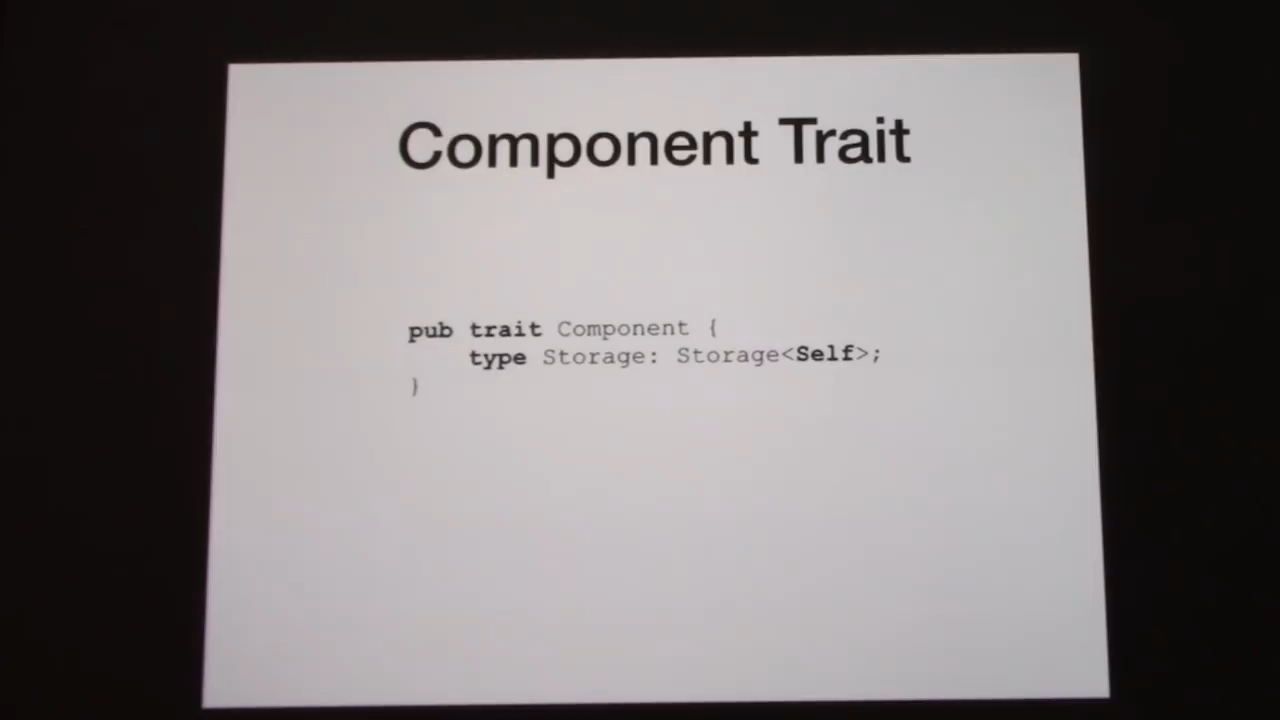 Component Trait
pub trait Component {
    type Storage: Storage<Self>;
}